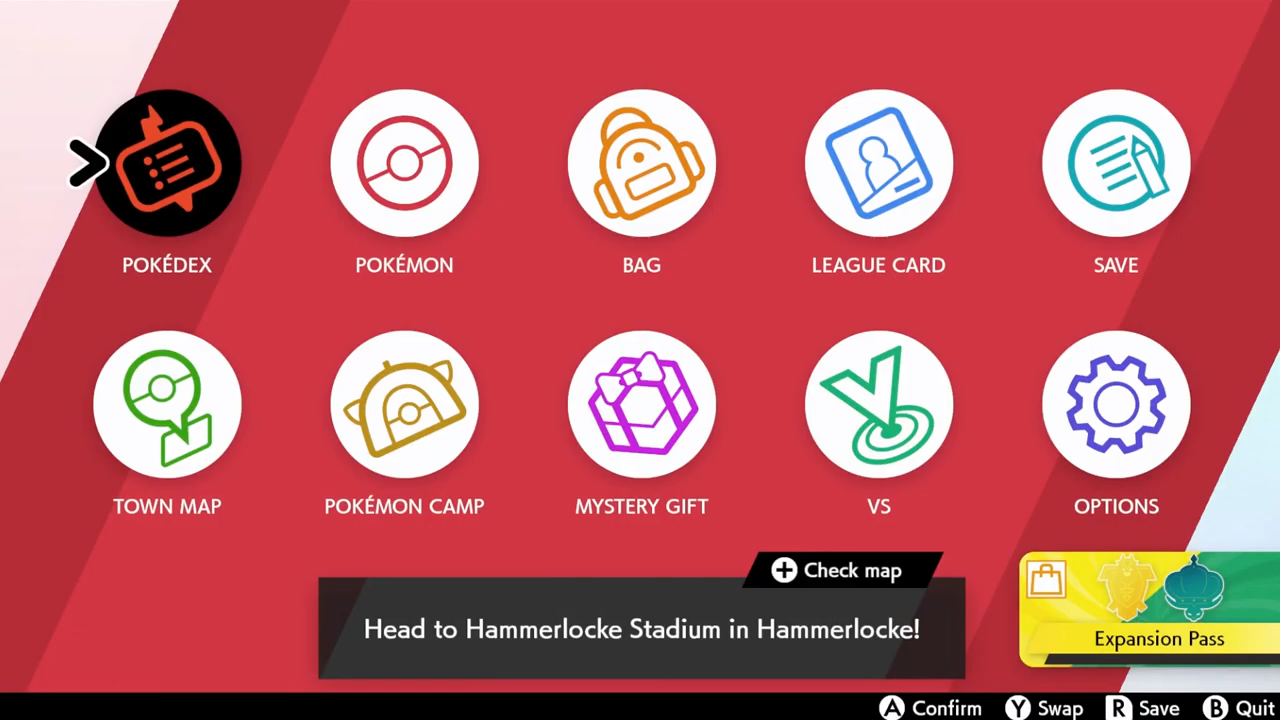 POKÉDEX
POKÉMON
BAG
LEAGUE CARD
SAVE
TOWN MAP
POKÉMON CAMP
MYSTERY GIFT
VS
OPTIONS
+ Check map
Head to Hammerlocke Stadium in Hammerlocke!
Expansion Pass
A Confirm Y Swap R Save B Quit